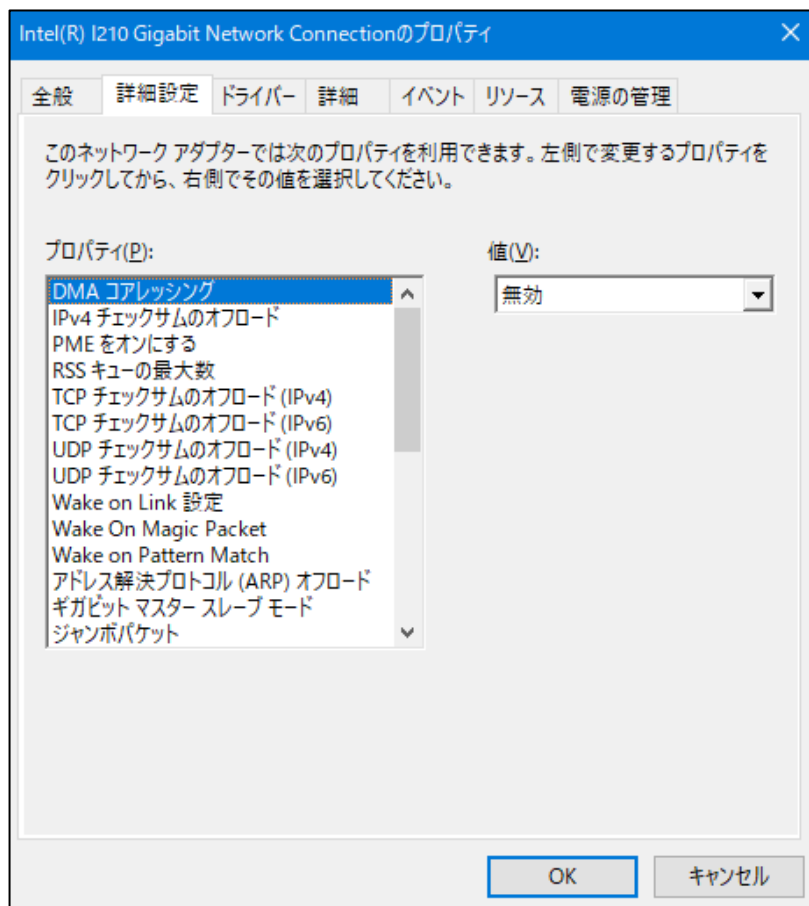 Intel(R) I210 Gigabit Network Connectionのプロパティ
全般 詳細設定 ドライバー 詳細 イベント リソース 電源の管理
このネットワーク アダプターでは次のプロパティを利用できます。左側で変更するプロパティを
クリックしてから、右側でその値を選択してください。
プロパティ(P):
DMA コアレッシング
IPv4 チェックサムのオフロード
PME をオンにする
RSS キューの最大数
TCP チェックサムのオフロード (IPv4)
TCP チェックサムのオフロード (IPv6)
UDP チェックサムのオフロード (IPv4)
UDP チェックサムのオフロード (IPv6)
Wake on Link 設定
Wake On Magic Packet
Wake on Pattern Match
アドレス解決プロトコル (ARP) オフロード
ギガビット マスター スレーブ モード
ジャンボパケット
値(V):
無効
OK キャンセル